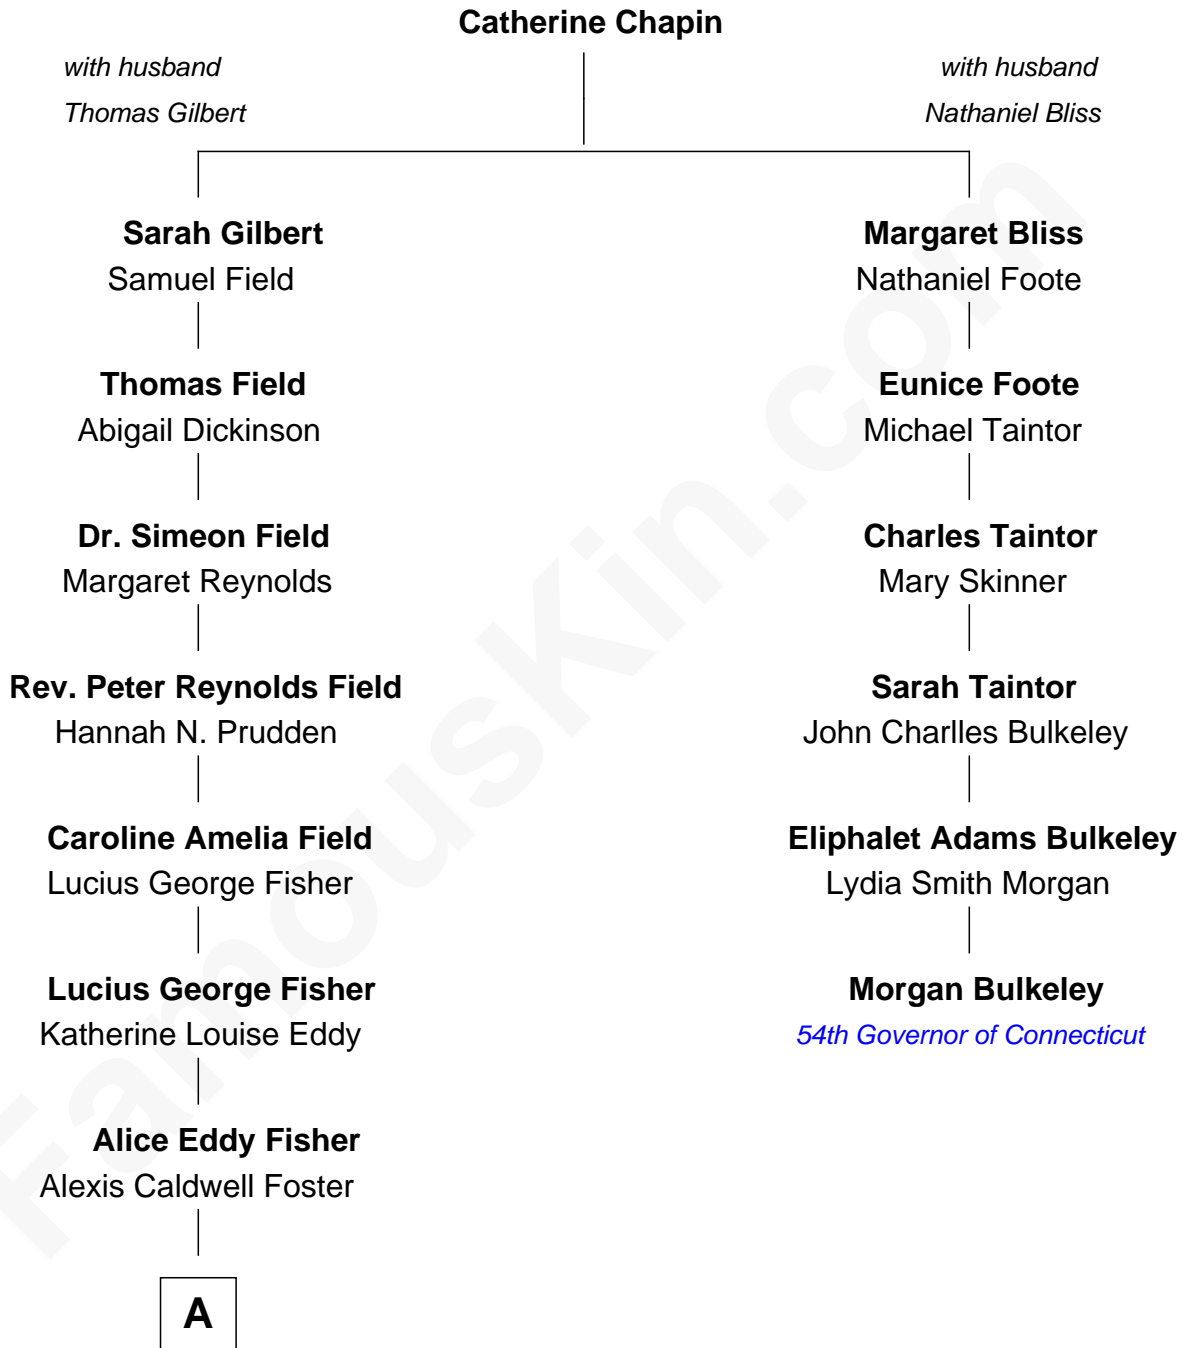 Catherine Chapin
with husband
Thomas Gilbert
with husband
Nathaniel Bliss
Sarah Gilbert
Samuel Field
Margaret Bliss
Nathaniel Foote
Thomas Field
Abigail Dickinson
Eunice Foote
Michael Taintor
Dr. Simeon Field
Margaret Reynolds
Charles Taintor
Mary Skinner
Rev. Peter Reynolds Field
Hannah N. Prudden
Sarah Taintor
John Charlles Bulkeley
Caroline Amelia Field
Lucius George Fisher
Eliphalet Adams Bulkeley
Lydia Smith Morgan
Lucius George Fisher
Katherine Louise Eddy
Morgan Bulkeley
54th Governor of Connecticut
Alice Eddy Fisher
Alexis Caldwell Foster
A
FamousKin.com